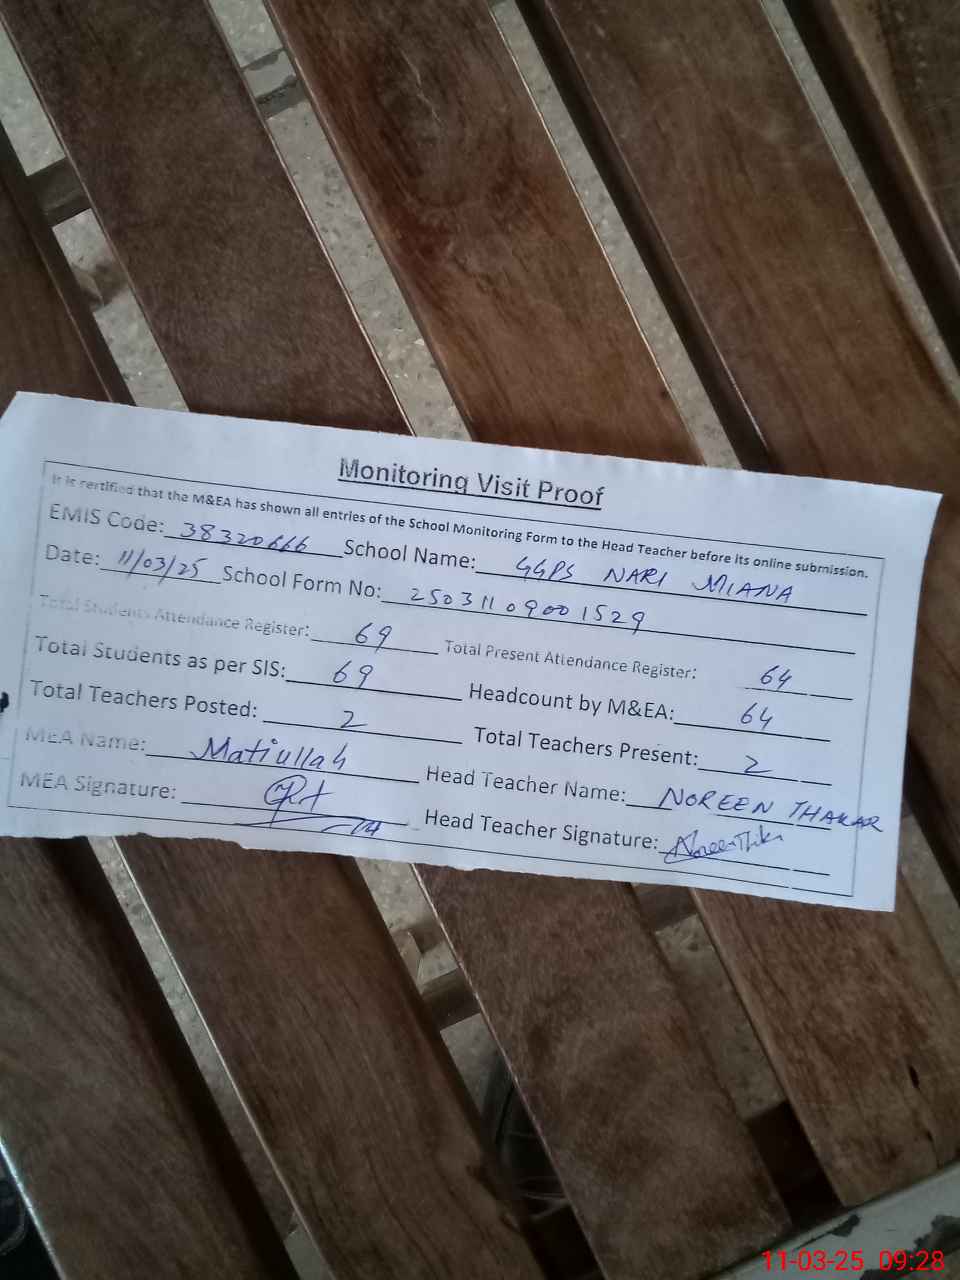 Monitoring Visit Proof
It is certified that the M&EA has shown all entries of the School Monitoring Form to the Head Teacher before its online submission.
EMIS Code: 38320666 School Name: GGPS NARI MIANA
Date: 11/03/25 School Form No: 25031109001529
Total Students Attendance Register: 69 Total Present Attendance Register: 64
Total Students as per SIS: 69 Headcount by M&EA: 64
Total Teachers Posted: 2 Total Teachers Present: 2
MEA Name: Matiullah Head Teacher Name: NOREEN THAKAR
MEA Signature: Head Teacher Signature:
11-03-25 09:28